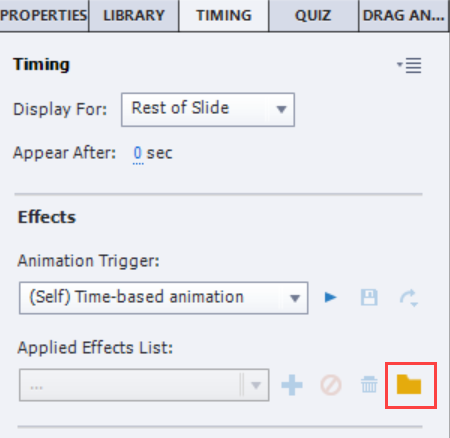 PROPERTIES LIBRARY TIMING QUIZ DRAG AN...
Timing
Display For: Rest of Slide
Appear After: 0 sec
Effects
Animation Trigger:
(Self) Time-based animation
Applied Effects List:
...